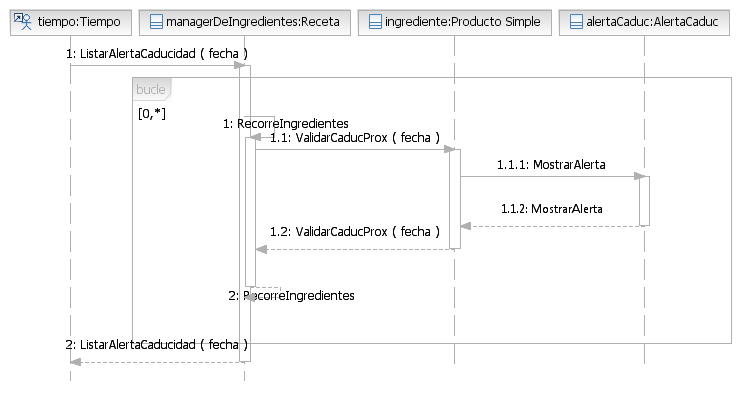 tiempo:Tiempo
managerDeIngredientes:Receta
ingrediente:Producto Simple
alertaCaduc:AlertaCaduc
1: ListarAlertaCaducidad ( fecha )
bucle
[0,*]
1: RecorreIngredientes
1.1: ValidarCaducProx ( fecha )
1.1.1: MostrarAlerta
1.1.2: MostrarAlerta
1.2: ValidarCaducProx ( fecha )
2: RecorreIngredientes
2: ListarAlertaCaducidad ( fecha )